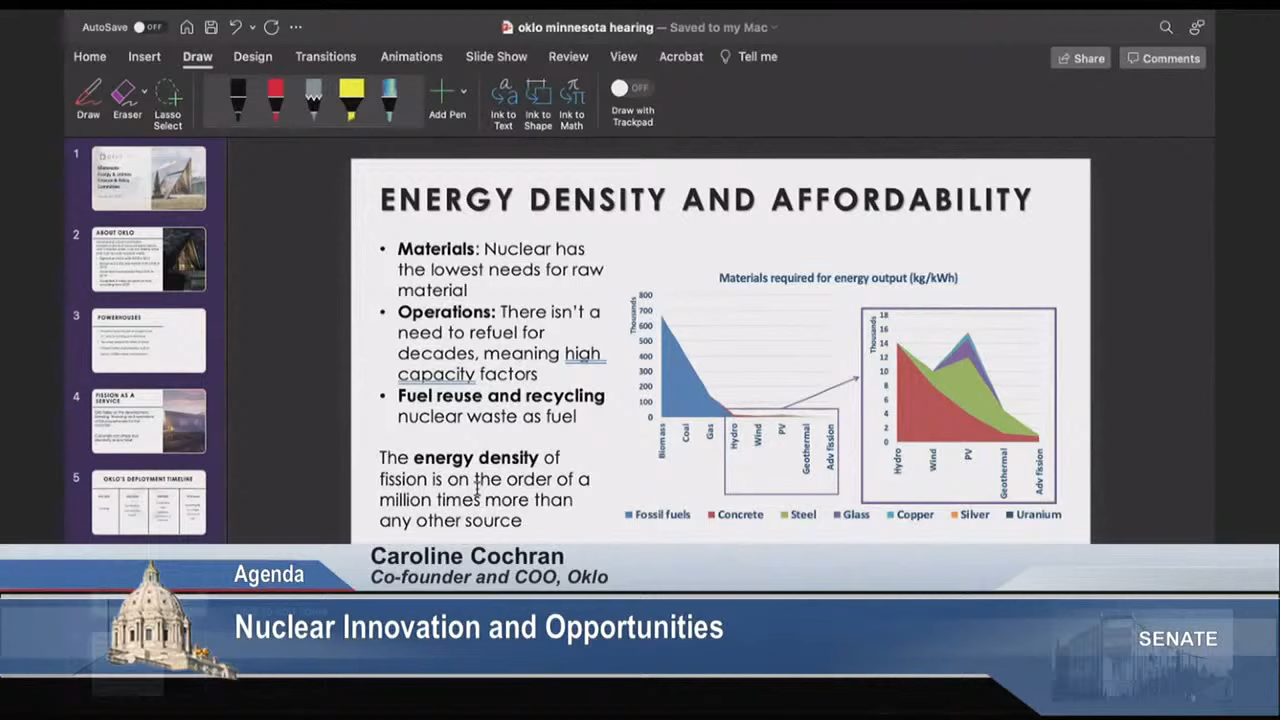 AutoSave
OFF
oklo minnesota hearing — Saved to my Mac
Home
Insert
Draw
Design
Transitions
Animations
Slide Show
Review
View
Acrobat
Tell me
Share
Comments
Draw
Eraser
Lasso
Select
Add Pen
Ink to
Text
Ink to
Shape
Ink to
Math
OFF
Draw with
Trackpad
1
2
ABOUT OKLO
3
POWERHOUSES
4
FISSION AS A
SERVICE
5
OKLO'S DEPLOYMENT TIMELINE
ENERGY DENSITY AND AFFORDABILITY
• Materials: Nuclear has
the lowest needs for raw
material
• Operations: There isn't a
need to refuel for
decades, meaning high
capacity factors
• Fuel reuse and recycling
nuclear waste as fuel
The energy density of
fission is on the order of a
million times more than
any other source
Materials required for energy output (kg/kWh)
Thousands
800
700
600
500
400
300
200
100
0
Biomass
Coal
Gas
Hydro
Wind
PV
Geothermal
Adv fission
Thousands
18
16
14
12
10
8
6
4
2
0
Hydro
Wind
PV
Geothermal
Adv fission
Fossil fuels
Concrete
Steel
Glass
Copper
Silver
Uranium
Caroline Cochran
Co-founder and COO, Oklo
Agenda
Nuclear Innovation and Opportunities
SENATE